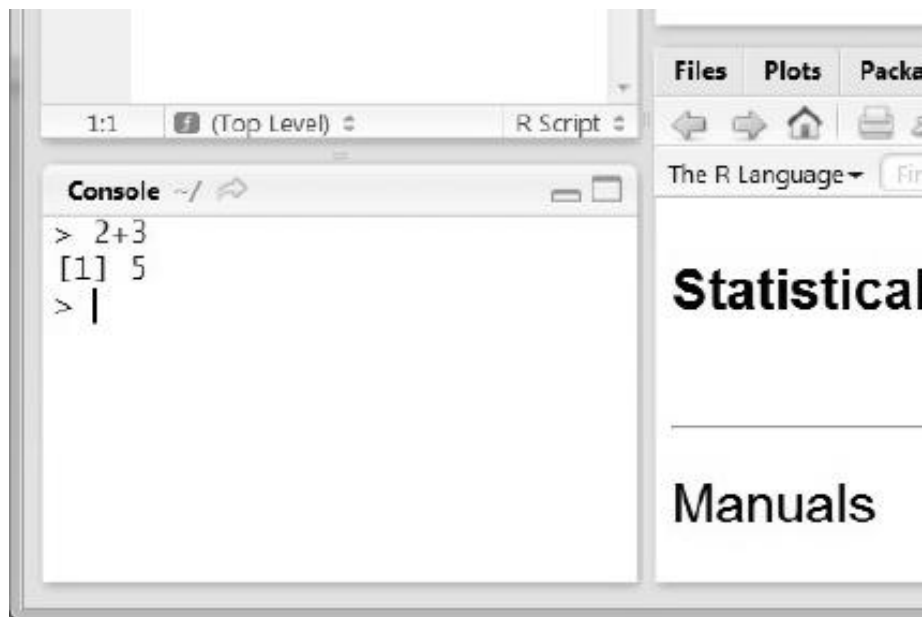 1:1 (Top Level) R Script
Console ~/
> 2+3
[1] 5
>
Files Plots
The R Language
Statistical
Manuals